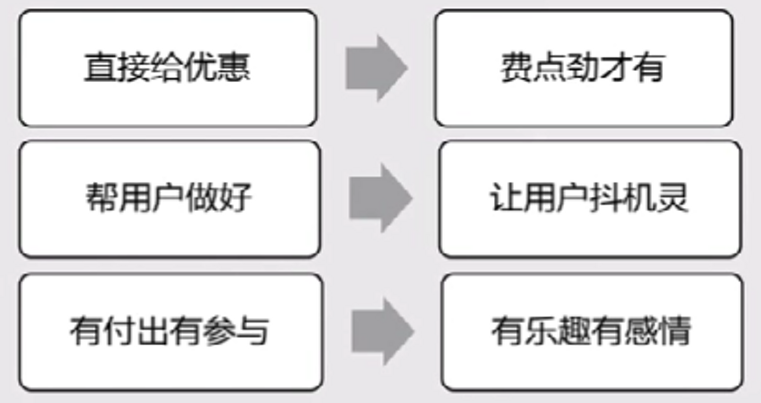 直接给优惠
费点劲才有
帮用户做好
让用户抖机灵
有付出有参与
有乐趣有感情